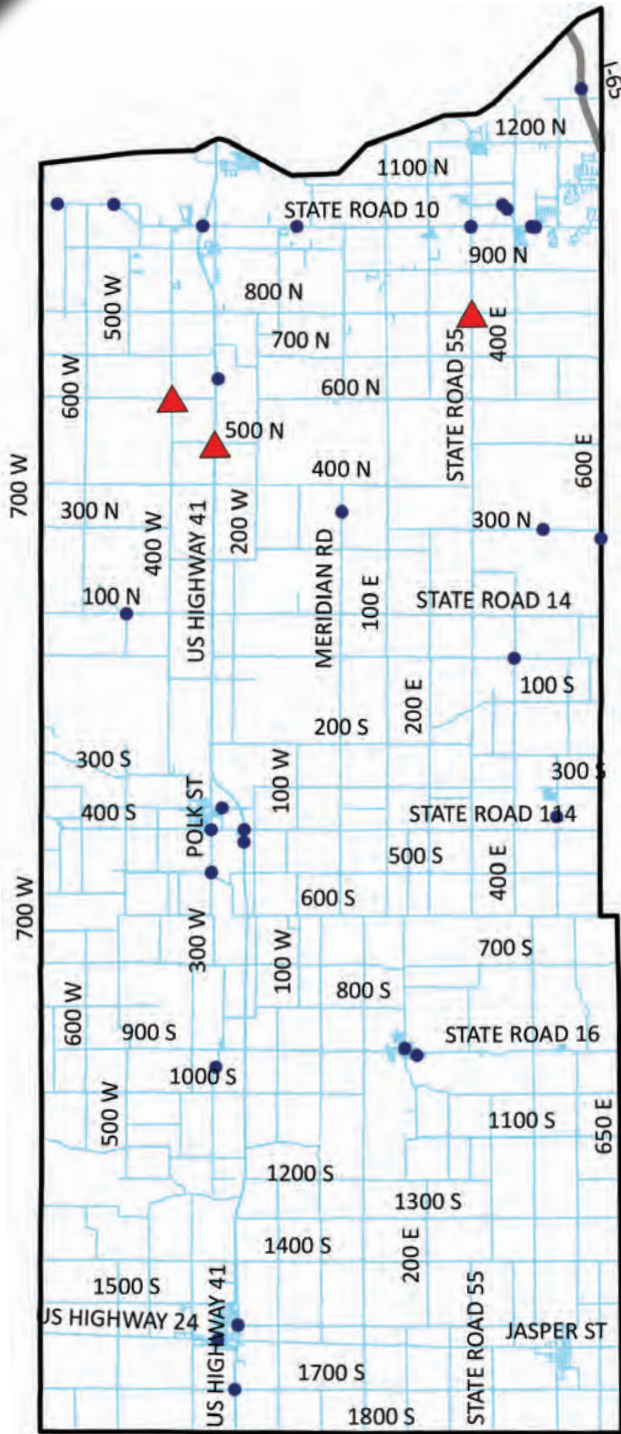 I-65
1200 N
1100 N
STATE ROAD 10
900 N
800 N
500 W
700 N
400 E
STATE ROAD 55
600 W
600 N
500 N
600 E
700 W
400 N
300 N
400 W
US HIGHWAY 41
200 W
300 N
MERIDIAN RD
100 N
100 E
STATE ROAD 14
100 S
200 E
200 S
300 S
100 W
300 S
POLK ST
400 S
STATE ROAD 114
500 S
400 E
600 S
700 W
300 W
100 W
700 S
800 S
600 W
900 S
STATE ROAD 16
1000 S
500 W
1100 S
650 E
1200 S
1300 S
1400 S
200 E
1500 S
US HIGHWAY 24
US HIGHWAY 41
STATE ROAD 55
JASPER ST
1700 S
1800 S